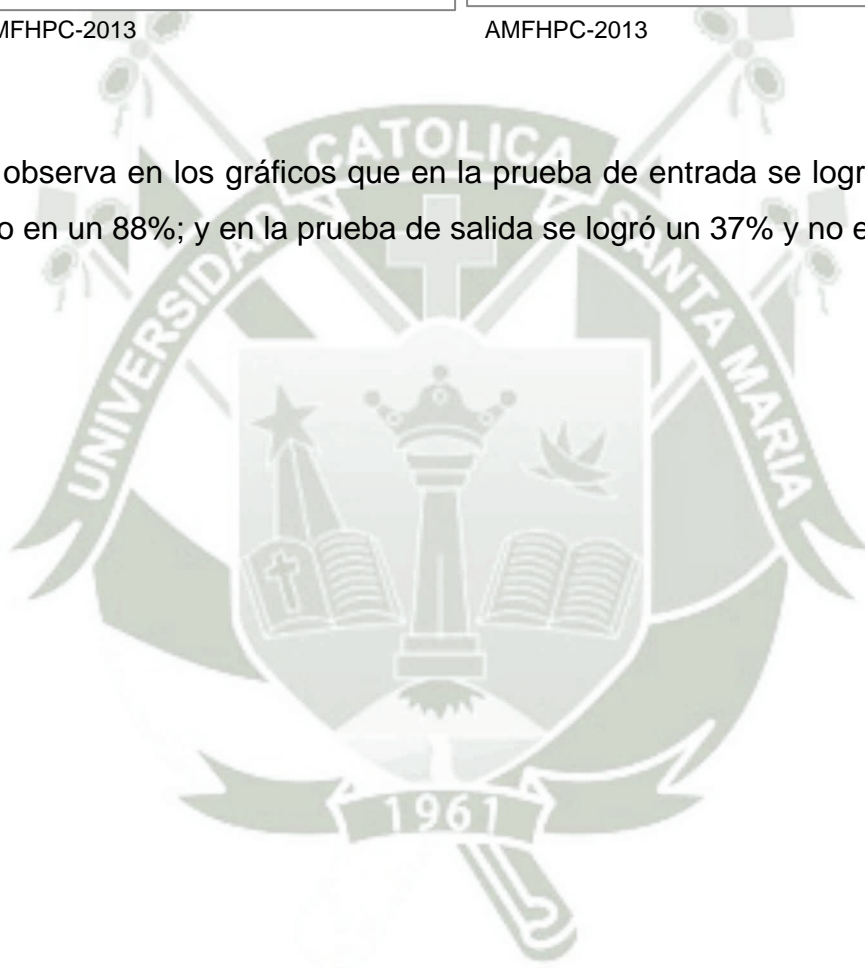 MFHPC-2013 AMFHPC-2013
observa en los gráficos que en la prueba de entrada se logr
o en un 88%; y en la prueba de salida se logró un 37% y no e
UNIVERSIDAD CATOLICA SANTA MARIA
1961